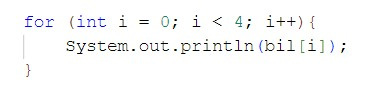 for (int i = 0; i < 4; i++){
    System.out.println(bil[i]);
}